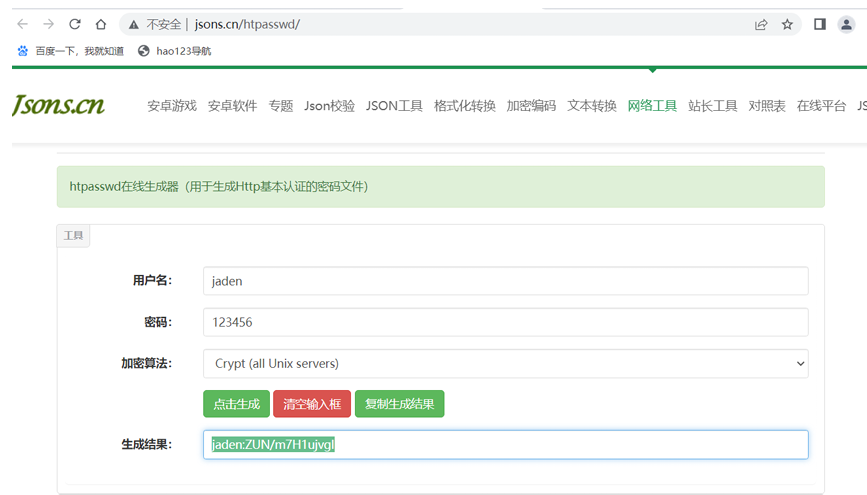 不安全 | jsons.cn/htpasswd/
百度一下，我就知道 hao123导航
Jsons.cn 安卓游戏 安卓软件 专题 Json校验 JSON工具 格式化转换 加密编码 文本转换 网络工具 站长工具 对照表 在线平台 JS
htpasswd在线生成器（用于生成Http基本认证的密码文件）
工具
用户名： jaden
密码： 123456
加密算法： Crypt (all Unix servers)
点击生成 清空输入框 复制生成结果
生成结果： jaden:ZUN/m7H1ujvgI